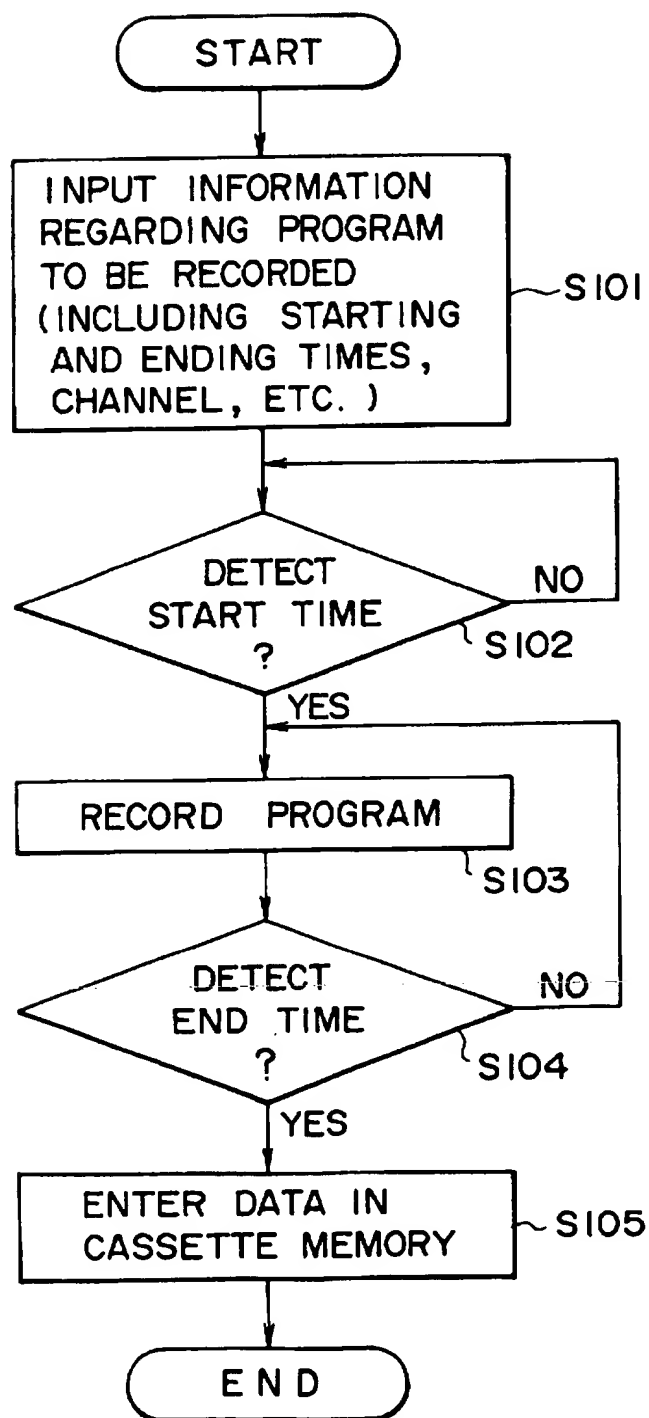 START
INPUT INFORMATION
REGARDING PROGRAM
TO BE RECORDED
(INCLUDING STARTING
AND ENDING TIMES,
CHANNEL, ETC.)
S101
DETECT
START TIME
?
NO
S102
YES
RECORD PROGRAM
S103
DETECT
END TIME
?
NO
S104
YES
ENTER DATA IN
CASSETTE MEMORY
S105
END